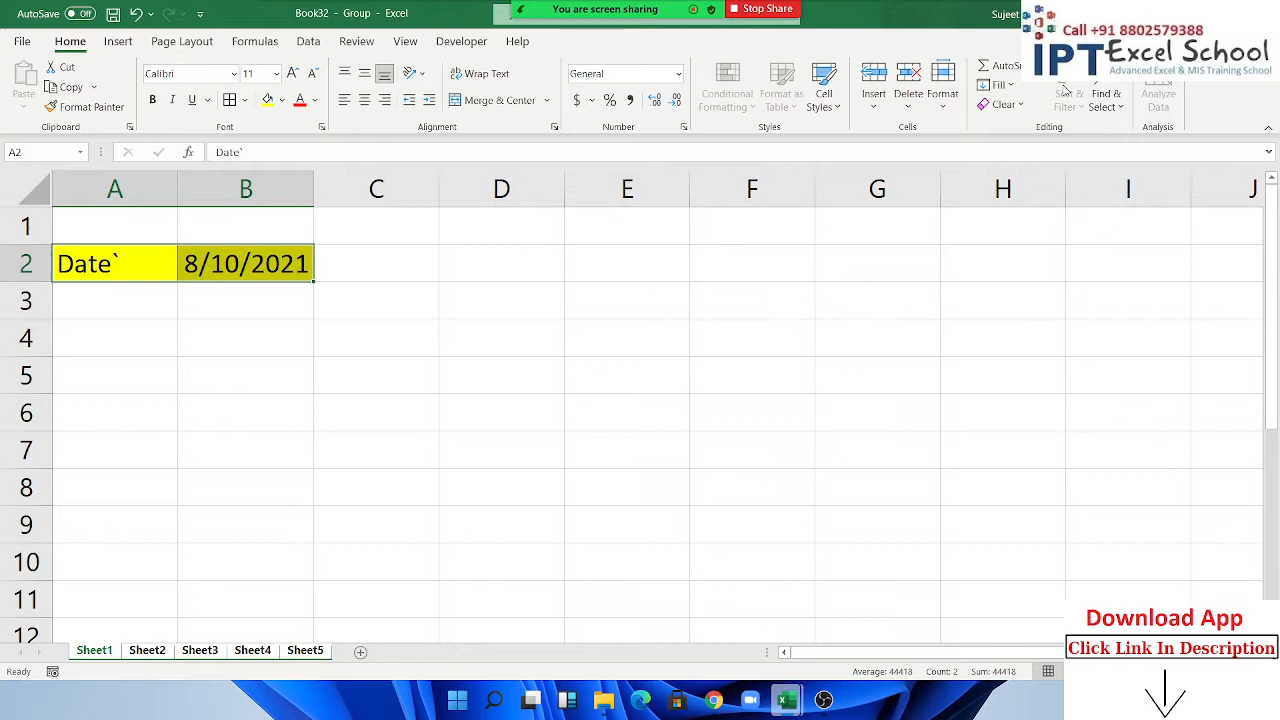 AutoSave Off
Book32 - Group - Excel
You are screen sharing
Stop Share
Sujeet
Call +91 8802579388
IPT Excel School
Advanced Excel & MIS Training School
File Home Insert Page Layout Formulas Data Review View Developer Help
Paste
Cut
Copy
Format Painter
Clipboard
Calibri 11
B I U
Font
Wrap Text
Merge & Center
Alignment
General
$ % ,
Number
Conditional Formatting
Format as Table
Cell Styles
Styles
Insert
Delete
Format
Cells
Fill
Clear
Sort & Filter
Find & Select
Editing
Analyze Data
Analysis
A2
fx
Date`
A B C D E F G H I J
1
2 Date` 8/10/2021
3
4
5
6
7
8
9
10
11
12
Sheet1 Sheet2 Sheet3 Sheet4 Sheet5
Ready
Average: 44418 Count: 2 Sum: 44418
Download App
Click Link In Description